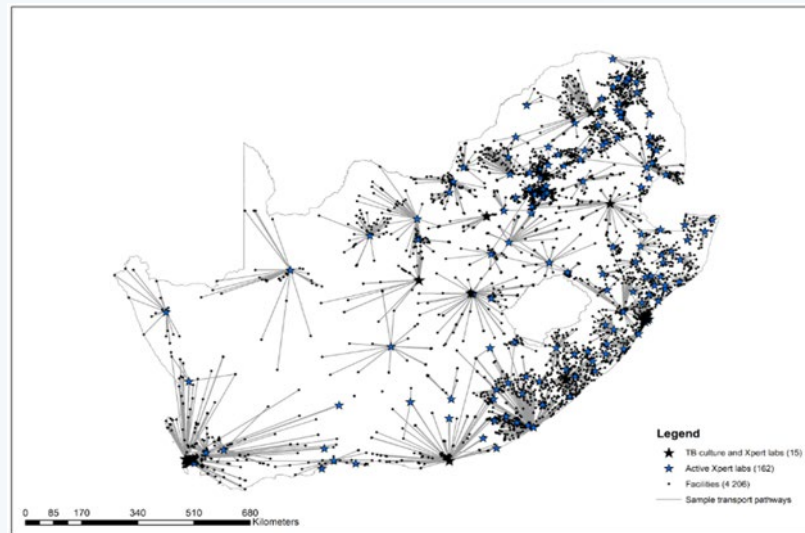 Legend
TB culture and Xpert labs (15)
Active Xpert labs (162)
Facilities (4 206)
Sample transport pathways
0 85 170 340 510 680
Kilometers